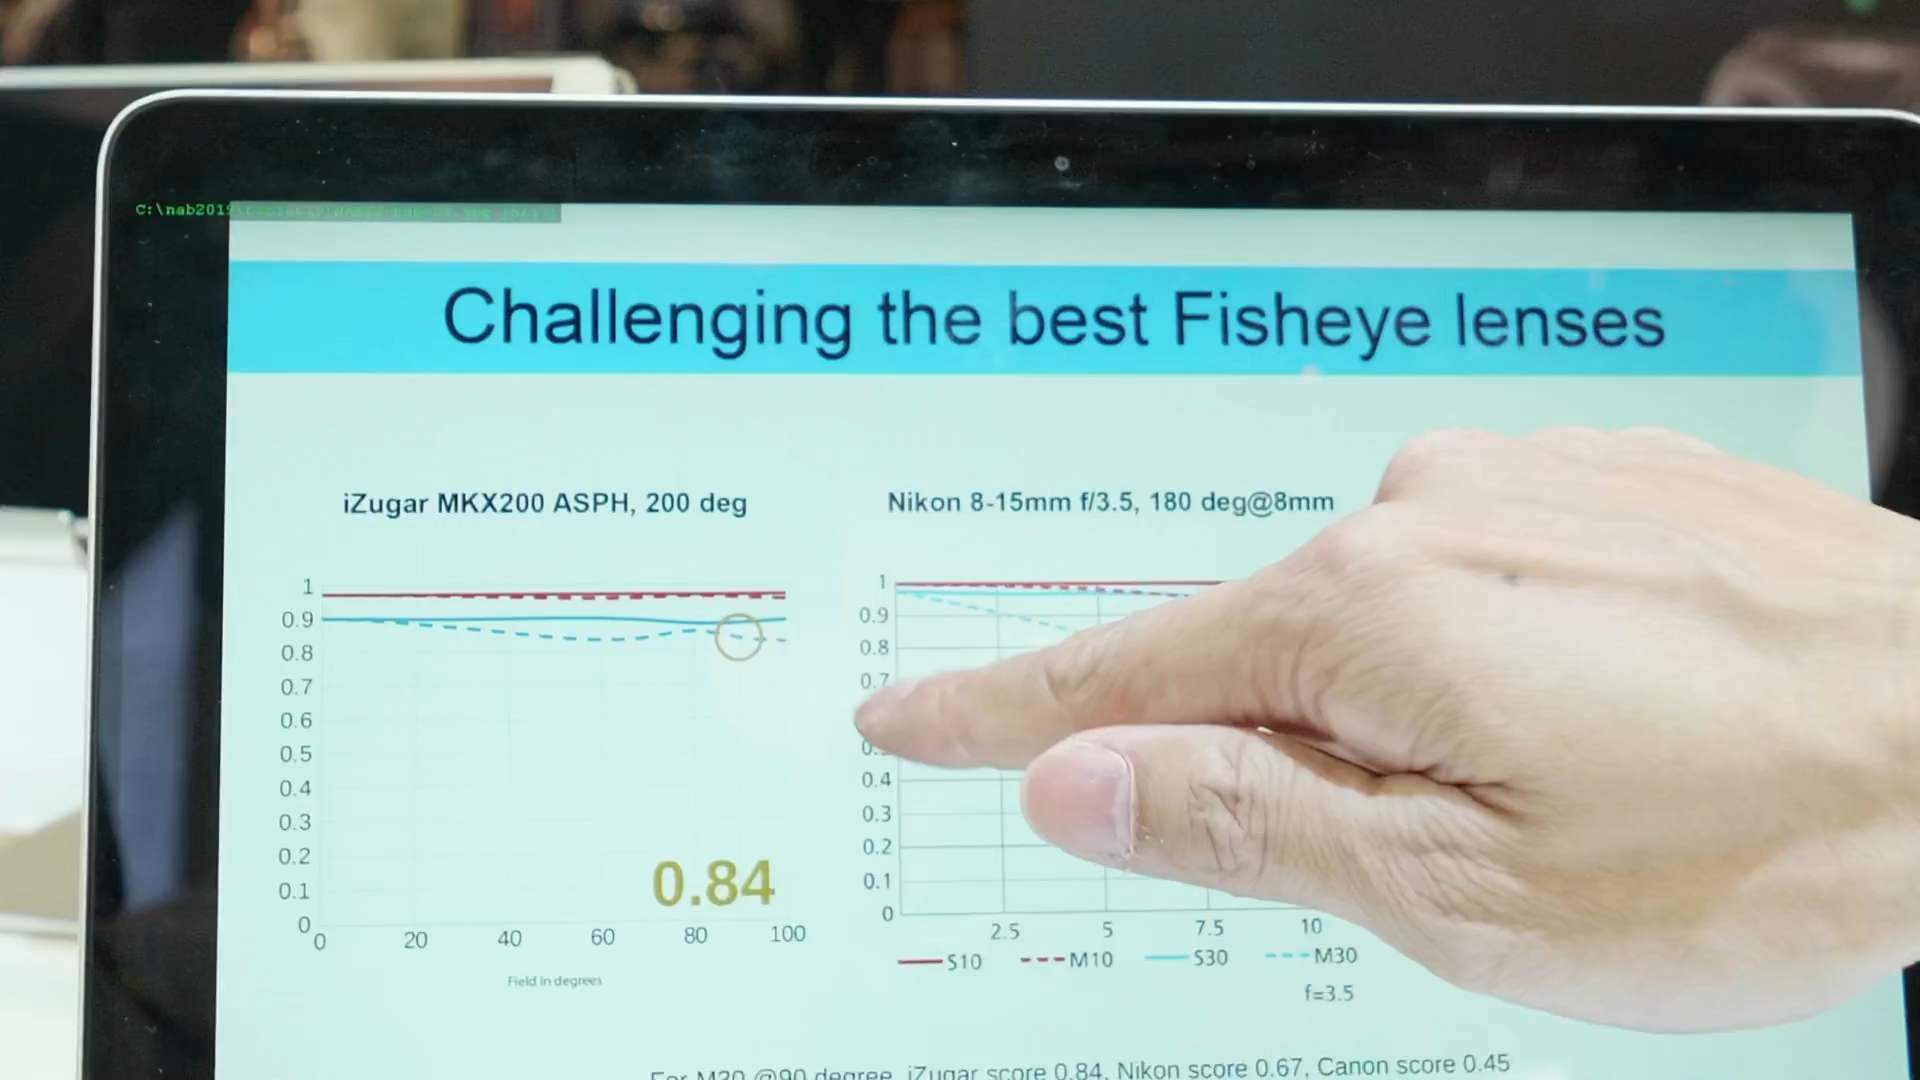 C:\nab2019\
Challenging the best Fisheye lenses
iZugar MKX200 ASPH, 200 deg
Nikon 8-15mm f/3.5, 180 deg@8mm
1
0.9
0.8
0.7
0.6
0.5
0.4
0.3
0.2
0.1
0
0 20 40 60 80 100
Field in degrees
0.84
1
0.9
0.8
0.7
0.4
0.3
0.2
0.1
0
2.5 5 7.5 10
S10 M10 S30 M30
f=3.5
For M30 @90 degree, iZugar score 0.84, Nikon score 0.67, Canon score 0.45